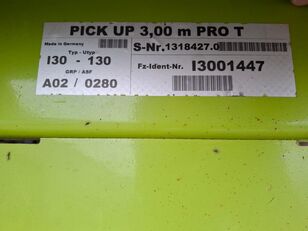 PICK UP 3,00 m PRO T
Made in Germany
S-Nr. 1318427.0
Typ - Utyp
I30 - 130
Fz-Ident-Nr. I3001447
GRP / ASF
A02 / 0280